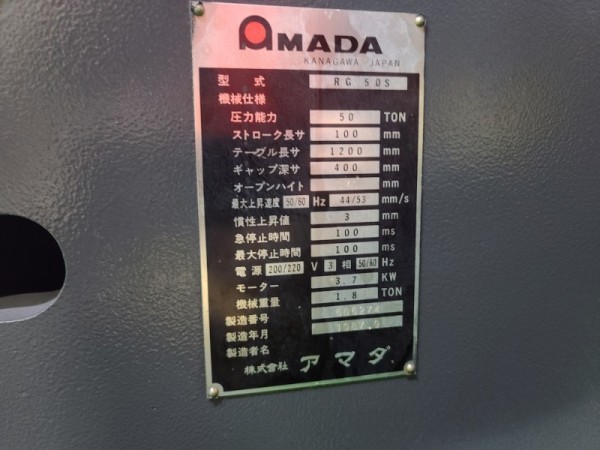 AMADA
KANAGAWA JAPAN
型式 RG 50S
機械仕様
圧力能力 50 TON
ストローク長サ 100 mm
テーブル長サ 1200 mm
ギャップ深サ 400 mm
オープンハイト mm
最大上昇速度 50/60 Hz 44/53 mm/s
慣性上昇値 3 mm
急停止時間 100 ms
最大停止時間 100 ms
電源 200/220 V 3 相 50/60 Hz
モーター 3.7 KW
機械重量 1.8 TON
製造番号
製造年月
製造者名
株式会社 アマダ